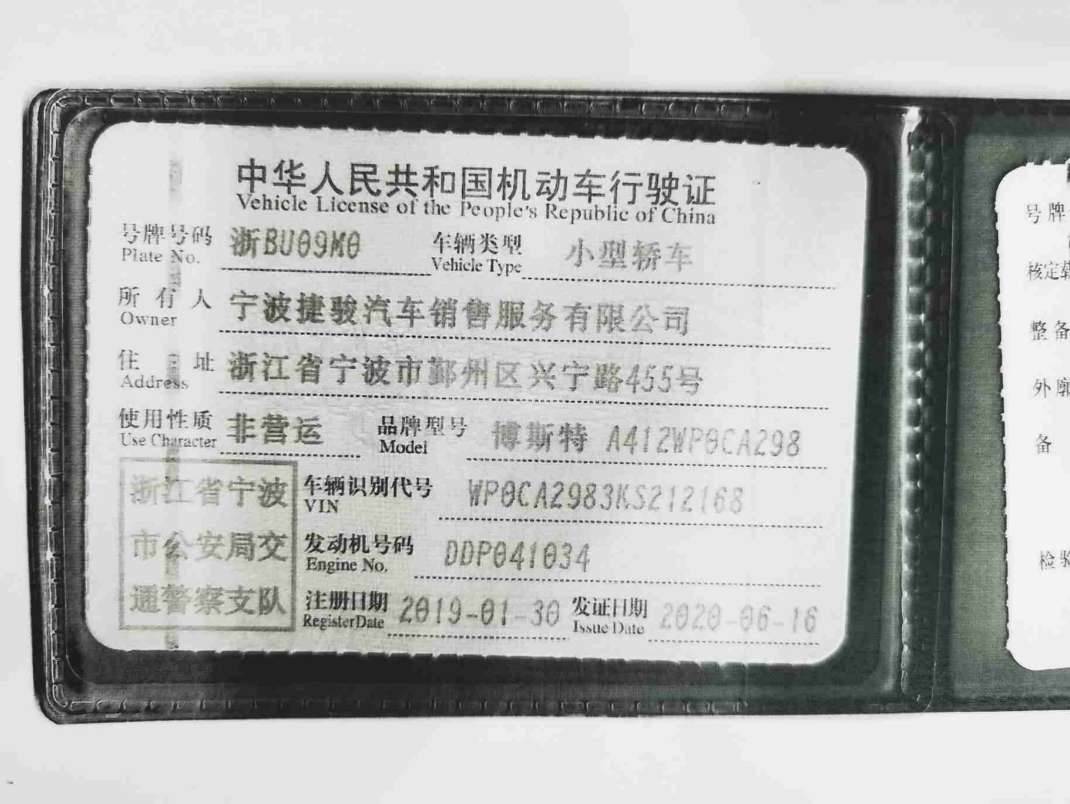 中华人民共和国机动车行驶证
Vehicle License of the People's Republic of China
号牌号码 浙BU09M0 车辆类型 小型轿车
Plate No. Vehicle Type
所有人 宁波捷骏汽车销售服务有限公司
Owner
住址 浙江省宁波市鄞州区兴宁路455号
Address
使用性质 非营运 品牌型号 博斯特 A412WP0CA298
Use Character Model
浙江省宁波
市公安局交
通警察支队
车辆识别代号 WP0CA2983KS212168
VIN
发动机号码 DDP041034
Engine No.
注册日期 2019-01-30 发证日期 2020-06-16
Register Date Issue Date
号牌
核定载
整备
外廓
备
检验